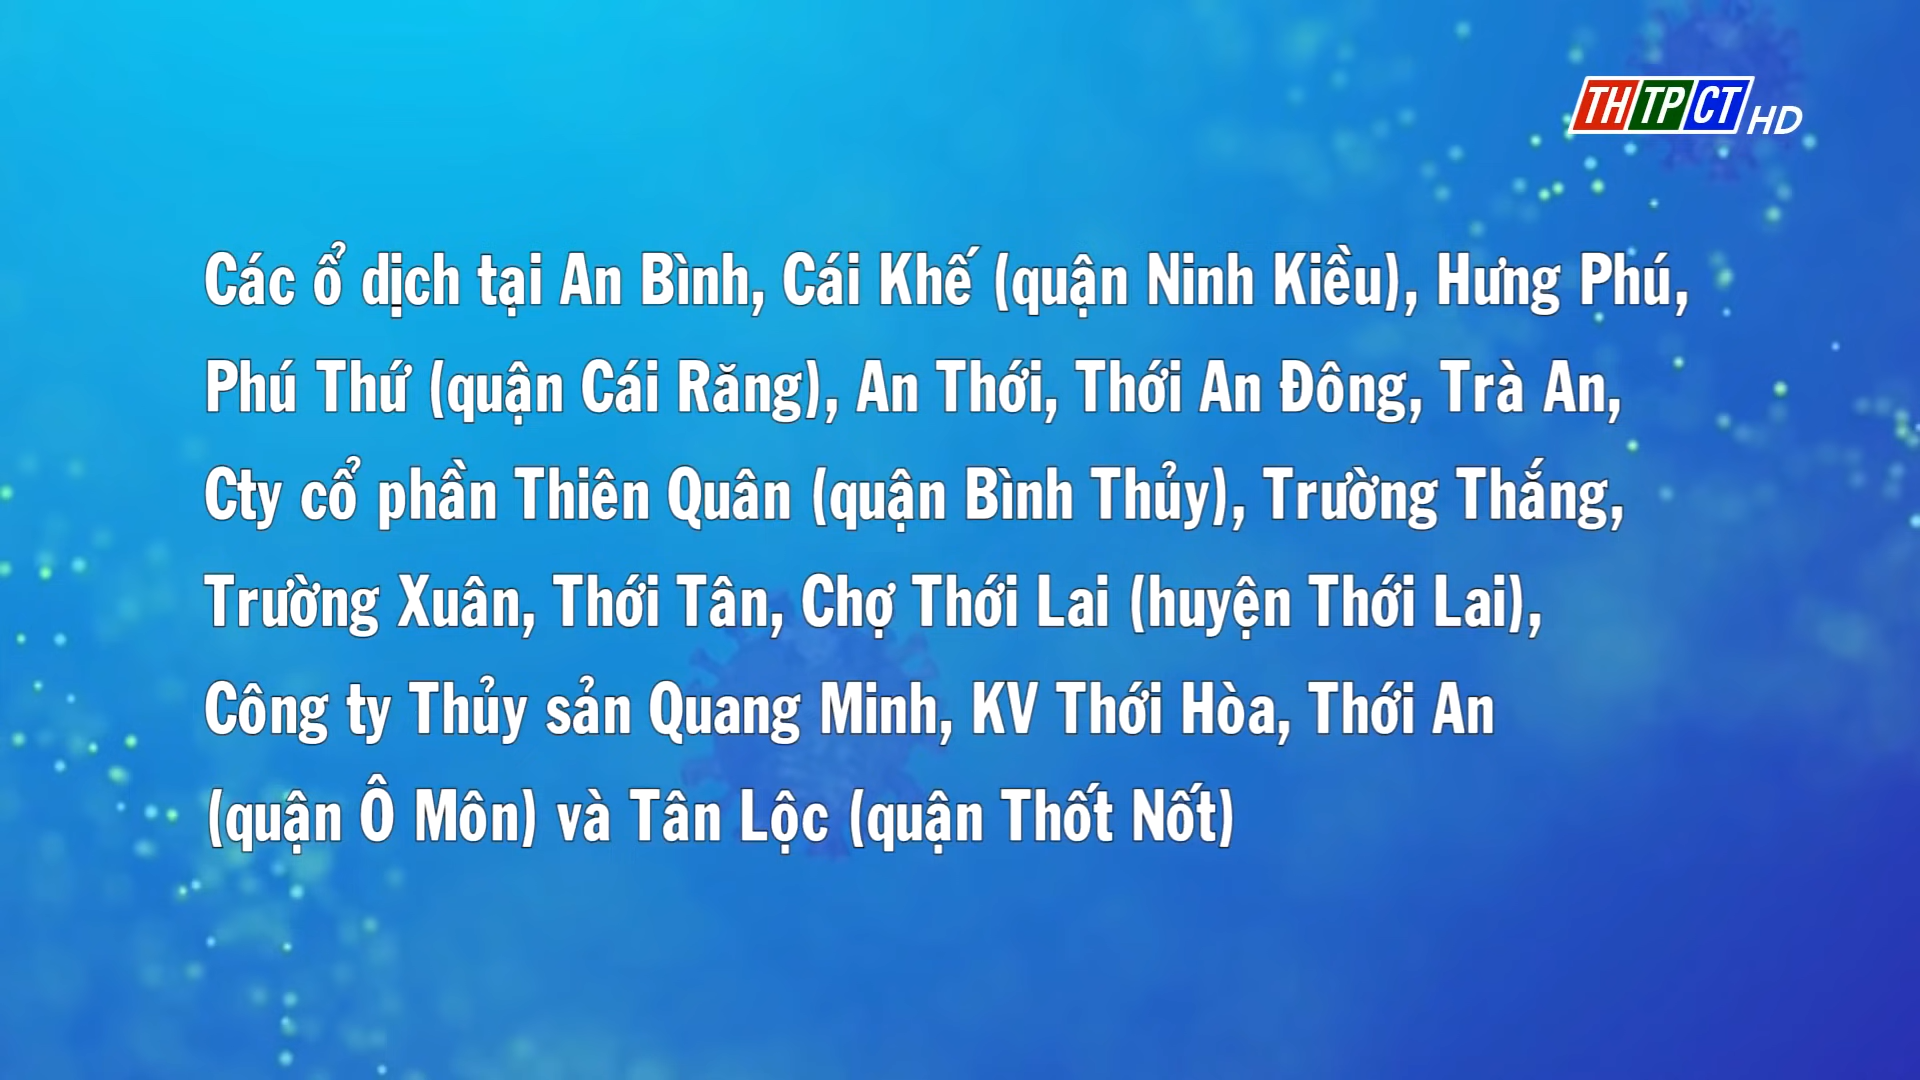 THTPCT HD
Các ổ dịch tại An Bình, Cái Khế (quận Ninh Kiều), Hưng Phú,
Phú Thứ (quận Cái Răng), An Thới, Thới An Đông, Trà An,
Cty cổ phần Thiên Quân (quận Bình Thủy), Trường Thắng,
Trường Xuân, Thới Tân, Chợ Thới Lai (huyện Thới Lai),
Công ty Thủy sản Quang Minh, KV Thới Hòa, Thới An
(quận Ô Môn) và Tân Lộc (quận Thốt Nốt)